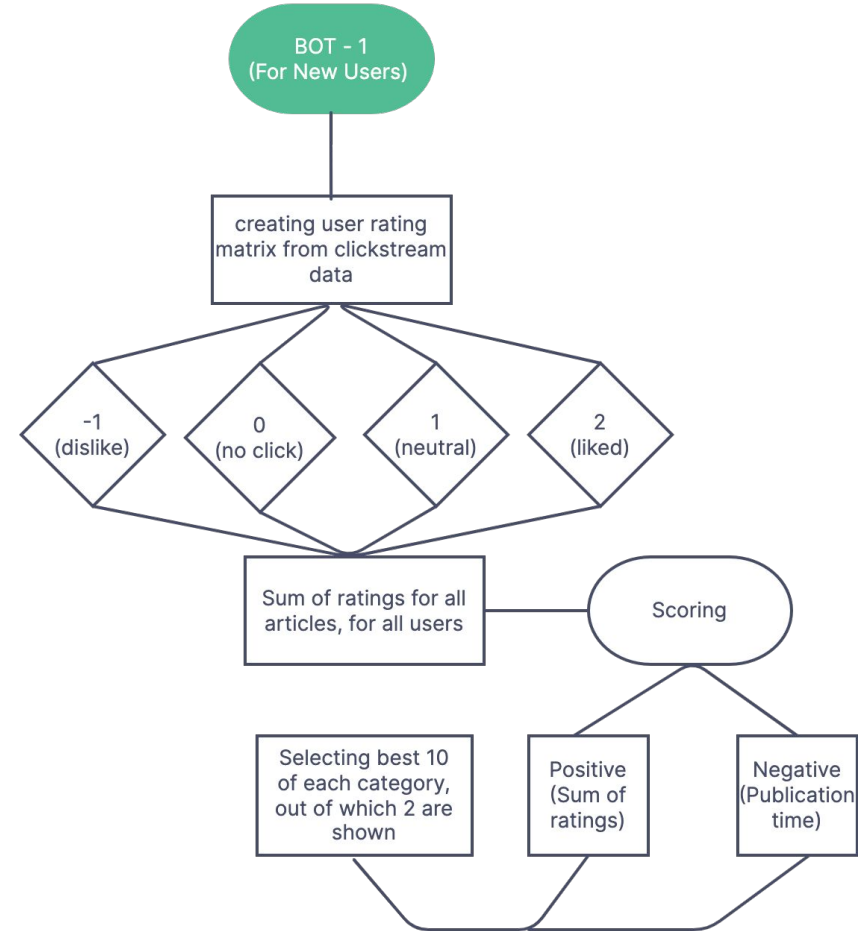 BOT - 1
(For New Users)
creating user rating
matrix from clickstream
data
-1
(dislike)
0
(no click)
1
(neutral)
2
(liked)
Sum of ratings for all
articles, for all users
Scoring
Selecting best 10
of each category,
out of which 2 are
shown
Positive
(Sum of
ratings)
Negative
(Publication
time)